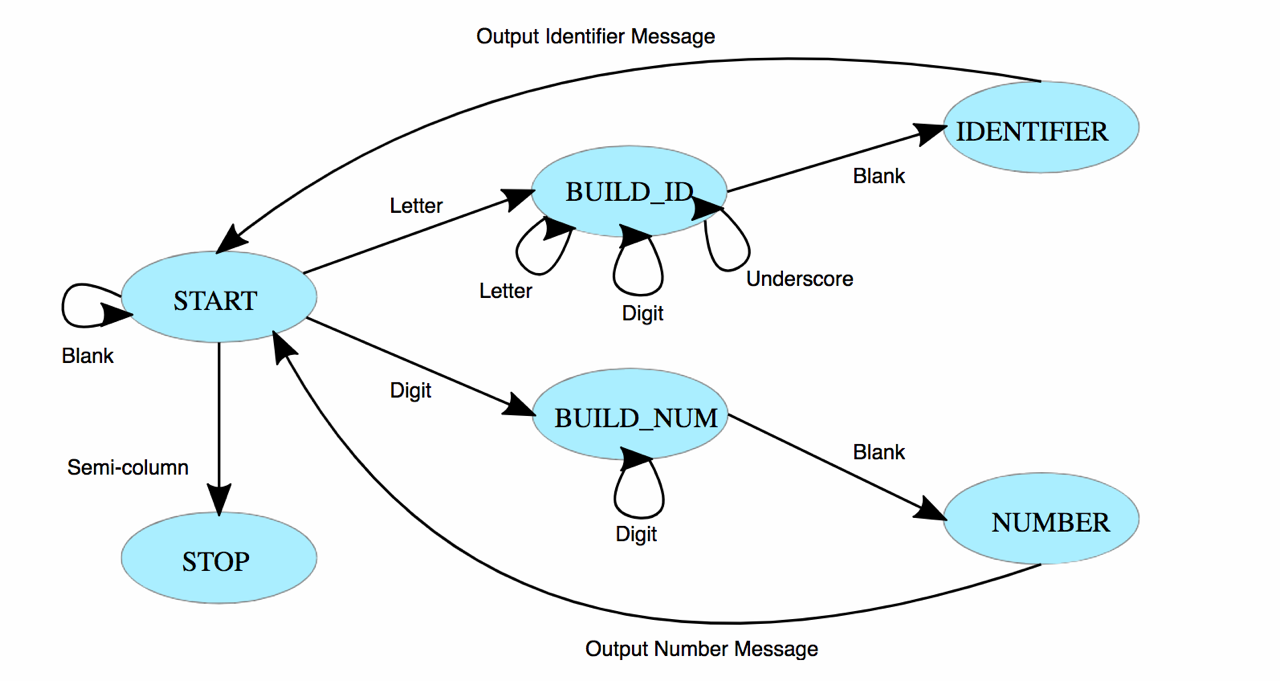 Output Identifier Message
IDENTIFIER
Blank
BUILD_ID
Letter
Letter
Digit
Underscore
START
Blank
Digit
BUILD_NUM
Blank
Semi-column
Digit
NUMBER
STOP
Output Number Message